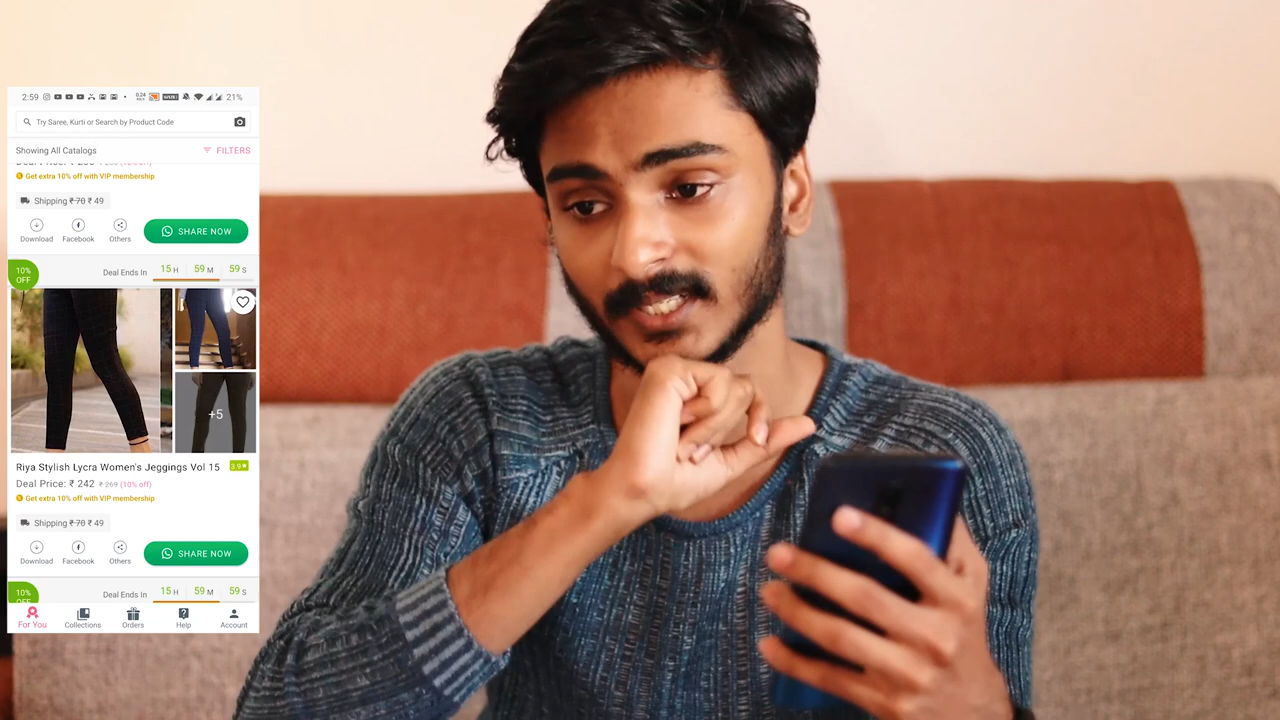 2:59
21%
Try Saree, Kurti or Search by Product Code
Showing All Catalogs
FILTERS
Get extra 10% off with VIP membership
Shipping ₹ 70 ₹ 49
Download
Facebook
Others
SHARE NOW
10%
OFF
Deal Ends In
15 H
59 M
59 S
+5
Riya Stylish Lycra Women's Jeggings Vol 15
3.9★
Deal Price: ₹ 242 ₹ 269 (10% off)
Get extra 10% off with VIP membership
Shipping ₹ 70 ₹ 49
Download
Facebook
Others
SHARE NOW
10%
Deal Ends In
15 H
59 M
59 S
For You
Collections
Orders
Help
Account